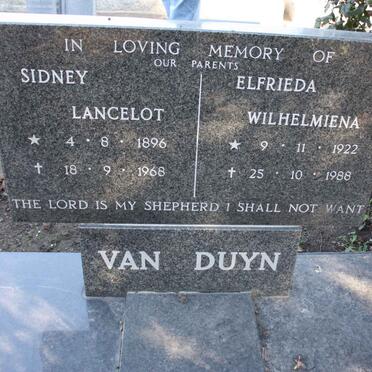 IN LOVING MEMORY OF
OUR PARENTS
SIDNEY
LANCELOT
★ 4 · 8 · 1896
✝ 18 · 9 · 1968
ELFRIEDA
WILHELMIENA
★ 9 · 11 · 1922
✝ 25 · 10 · 1988
THE LORD IS MY SHEPHERD I SHALL NOT WANT
VAN DUYN